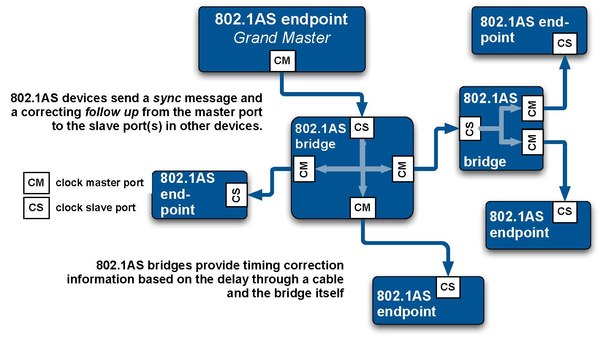 802.1AS endpoint
Grand Master
CM
802.1AS end-
point
CS
802.1AS devices send a sync message and
a correcting follow up from the master port
to the slave port(s) in other devices.
802.1AS
bridge
CS
CM
CM
CM
802.1AS
CS
CM
CM
bridge
CM clock master port
CS clock slave port
802.1AS
end-
point
CS
CS
802.1AS
endpoint
802.1AS bridges provide timing correction
information based on the delay through a cable
and the bridge itself
CS
802.1AS
endpoint